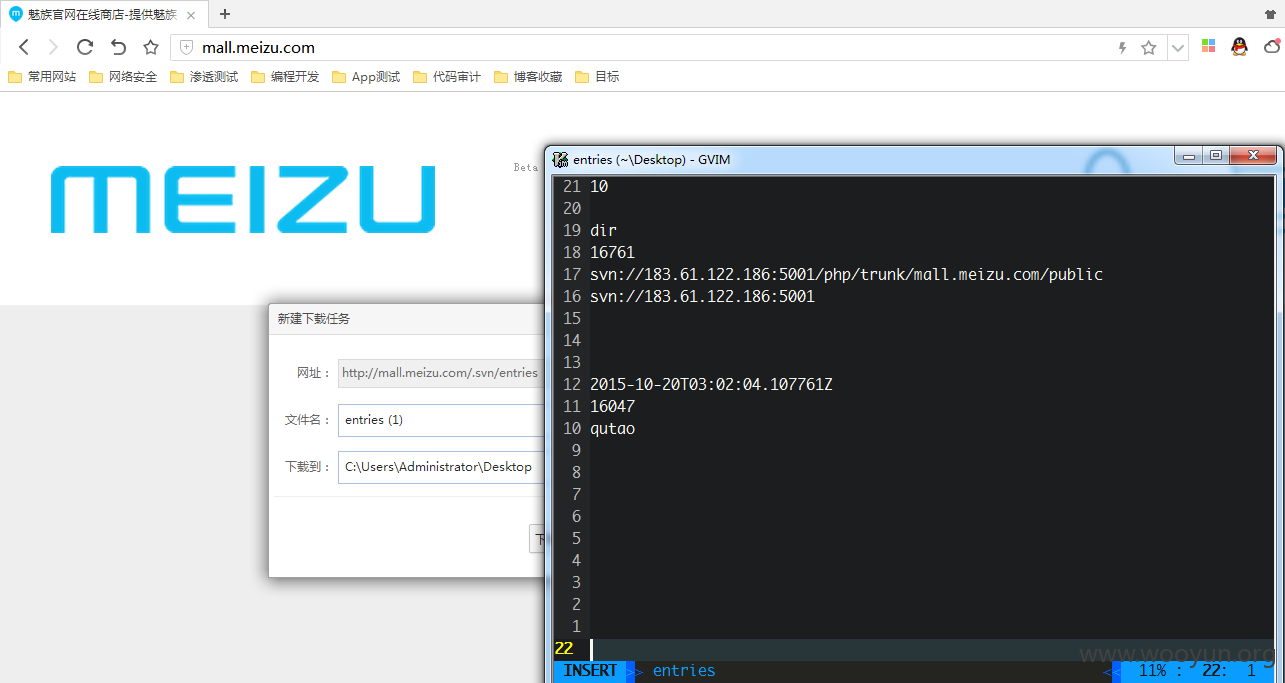 魅族官网在线商店-提供魅族
mall.meizu.com
常用网站 网络安全 渗透测试 编程开发 App测试 代码审计 博客收藏 目标
MEIZU
Beta
新建下载任务
网址：
http://mall.meizu.com/.svn/entries
文件名：
entries (1)
下载到：
C:\Users\Administrator\Desktop
下
entries (~\Desktop) - GVIM
21 10
20
19 dir
18 16761
17 svn://183.61.122.186:5001/php/trunk/mall.meizu.com/public
16 svn://183.61.122.186:5001
15
14
13
12 2015-10-20T03:02:04.107761Z
11 16047
10 qutao
9
8
7
6
5
4
3
2
1
22
www.wooyun.org
INSERT entries 11% : 22: 1